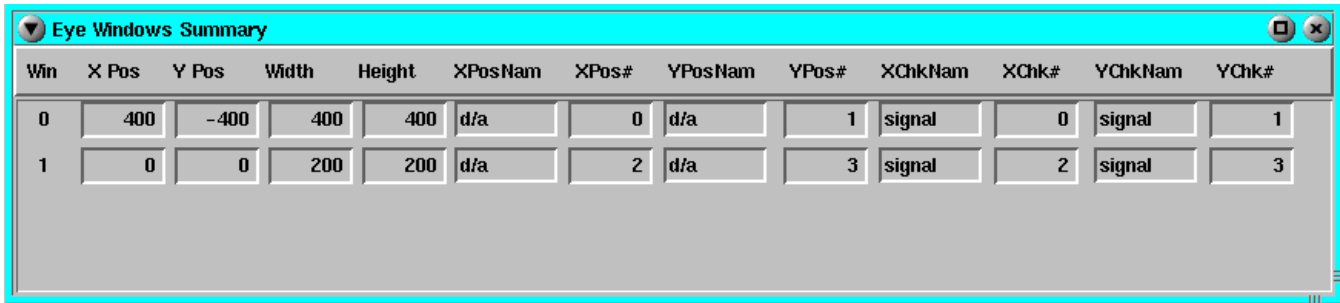 Eye Windows Summary
Win X Pos Y Pos Width Height XPosNam XPos# YPosNam YPos# XChkNam XChk# YChkNam YChk#
0 400 -400 400 400 d/a 0 d/a 1 signal 0 signal 1
1 0 0 200 200 d/a 2 d/a 3 signal 2 signal 3